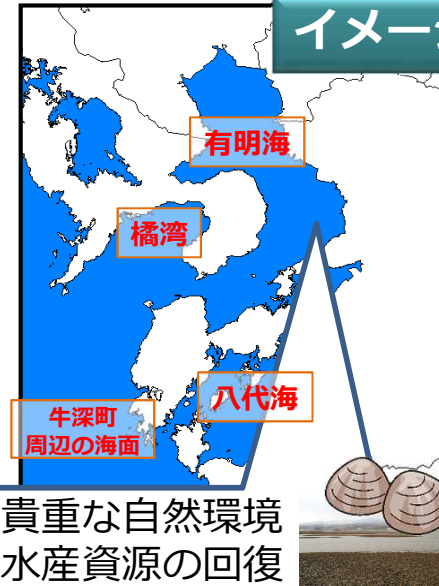 イメージ
有明海
橘湾
八代海
牛深町
周辺の海面
貴重な自然環境
水産資源の回復